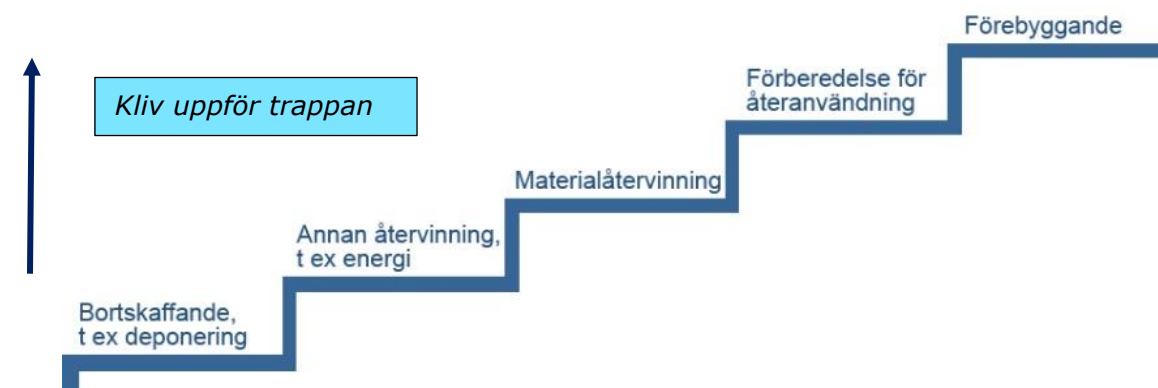 Förebyggande
Kliv uppför trappan
Förberedelse för
återanvändning
Materialåtervinning
Annan återvinning,
t ex energi
Bortskaffande,
t ex deponering